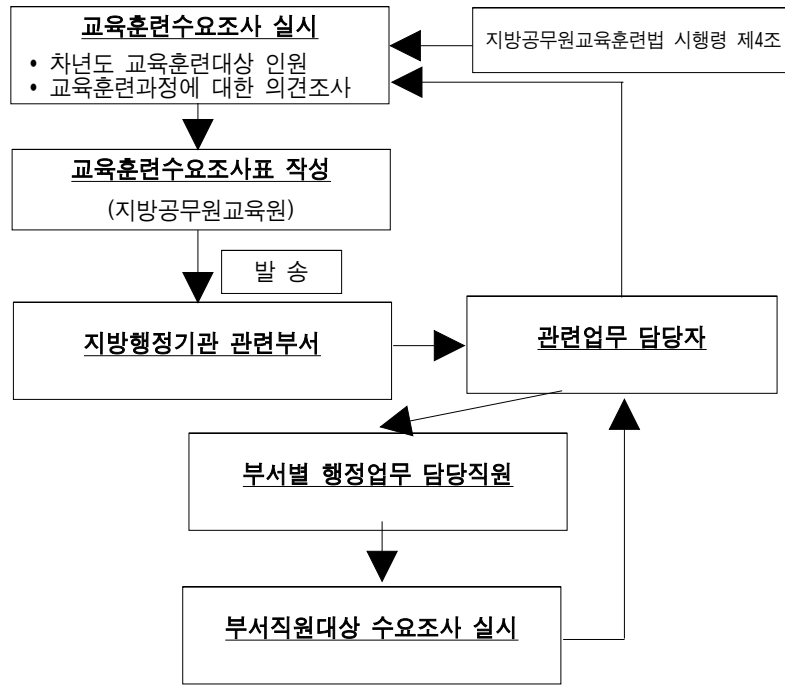 교육훈련수요조사 실시
• 차년도 교육훈련대상 인원
• 교육훈련과정에 대한 의견조사
지방공무원교육훈련법 시행령 제4조
교육훈련수요조사표 작성
(지방공무원교육원)
발 송
지방행정기관 관련부서
관련업무 담당자
부서별 행정업무 담당직원
부서직원대상 수요조사 실시